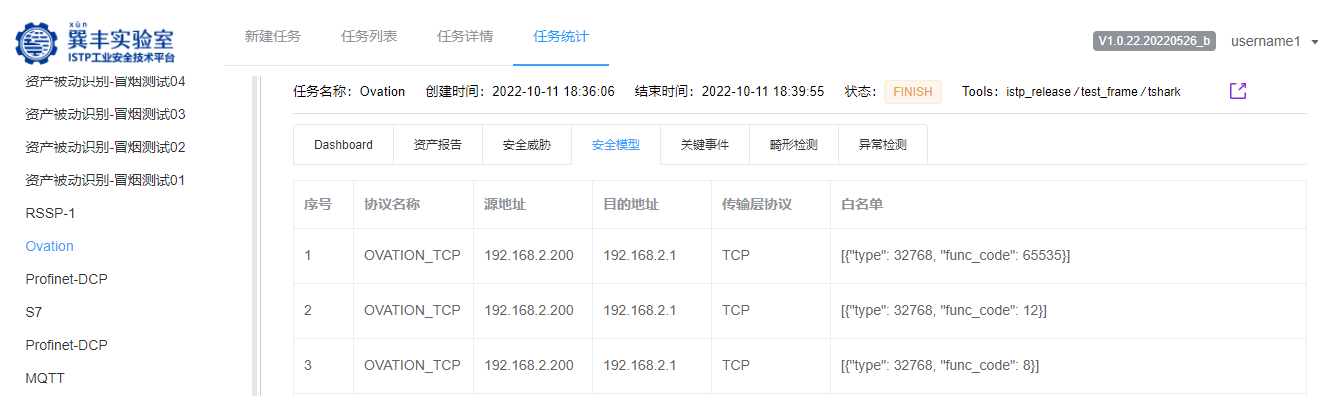 xùn
巽丰实验室
ISTP工业安全技术平台
新建任务 任务列表 任务详情 任务统计
V1.0.22.20220526_b username1
资产被动识别-冒烟测试04
资产被动识别-冒烟测试03
资产被动识别-冒烟测试02
资产被动识别-冒烟测试01
RSSP-1
Ovation
Profinet-DCP
S7
Profinet-DCP
MQTT
任务名称：Ovation 创建时间：2022-10-11 18:36:06 结束时间：2022-10-11 18:39:55 状态：FINISH Tools：istp_release / test_frame / tshark
Dashboard 资产报告 安全威胁 安全模型 关键事件 畸形检测 异常检测
序号 协议名称 源地址 目的地址 传输层协议 白名单
1 OVATION_TCP 192.168.2.200 192.168.2.1 TCP [{"type": 32768, "func_code": 65535}]
2 OVATION_TCP 192.168.2.200 192.168.2.1 TCP [{"type": 32768, "func_code": 12}]
3 OVATION_TCP 192.168.2.200 192.168.2.1 TCP [{"type": 32768, "func_code": 8}]